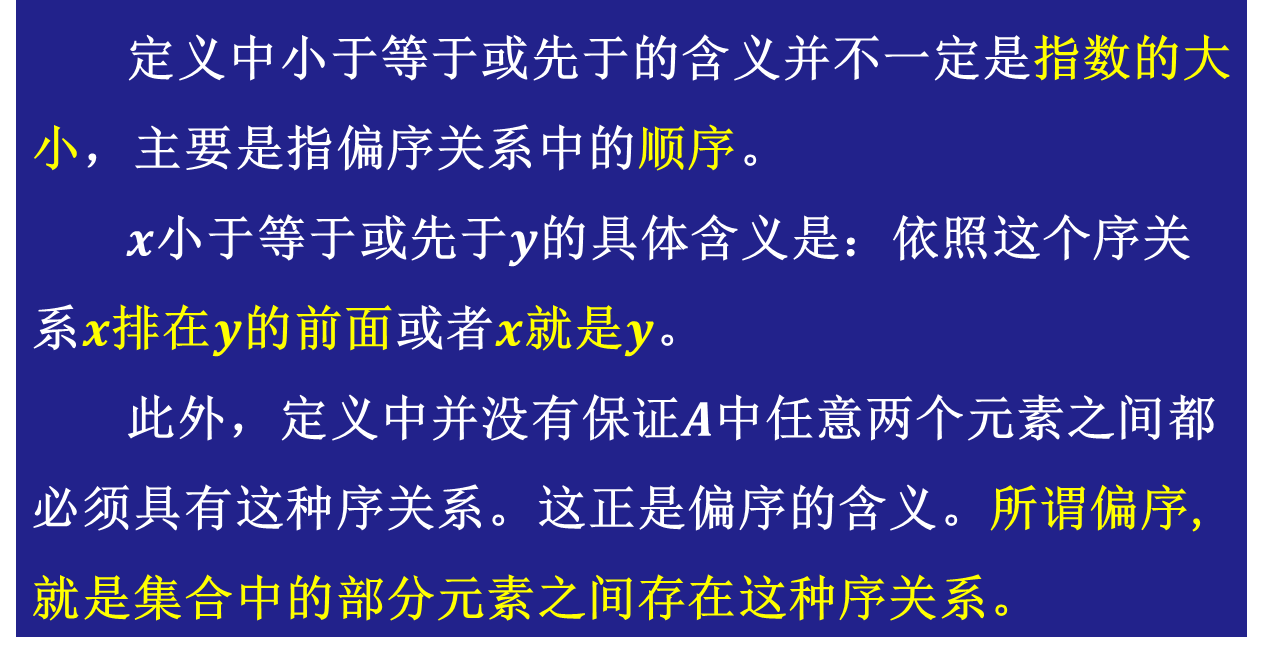 定义中小于等于或先于的含义并不一定是指数的大
小，主要是指偏序关系中的顺序。
x小于等于或先于y的具体含义是：依照这个序关
系x排在y的前面或者x就是y。
此外，定义中并没有保证A中任意两个元素之间都
必须具有这种序关系。这正是偏序的含义。所谓偏序,
就是集合中的部分元素之间存在这种序关系。